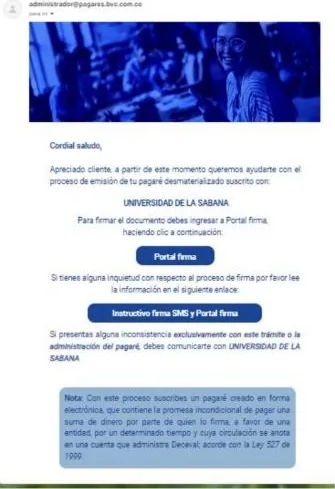 administrador@pagares.bvc.com.co
para mí
Cordial saludo,
Apreciado cliente, a partir de este momento queremos ayudarte con el
proceso de emisión de tu pagaré desmaterializado suscrito con:
UNIVERSIDAD DE LA SABANA
Para firmar el documento debes ingresar a Portal firma,
haciendo clic a continuación:
Portal firma
Si tienes alguna inquietud con respecto al proceso de firma por favor lee
la información en el siguiente enlace:
Instructivo firma SMS y Portal firma
Si presentas alguna inconsistencia exclusivamente con este trámite o la
administración del pagaré, debes comunicarte con UNIVERSIDAD DE LA
SABANA
Nota: Con este proceso suscribes un pagaré creado en forma
electrónica, que contiene la promesa incondicional de pagar una
suma de dinero por parte de quien lo firma, a favor de una
entidad, por un determinado tiempo y cuya circulación se anota
en una cuenta que administra Deceval; acorde con la Ley 527 de
1999.